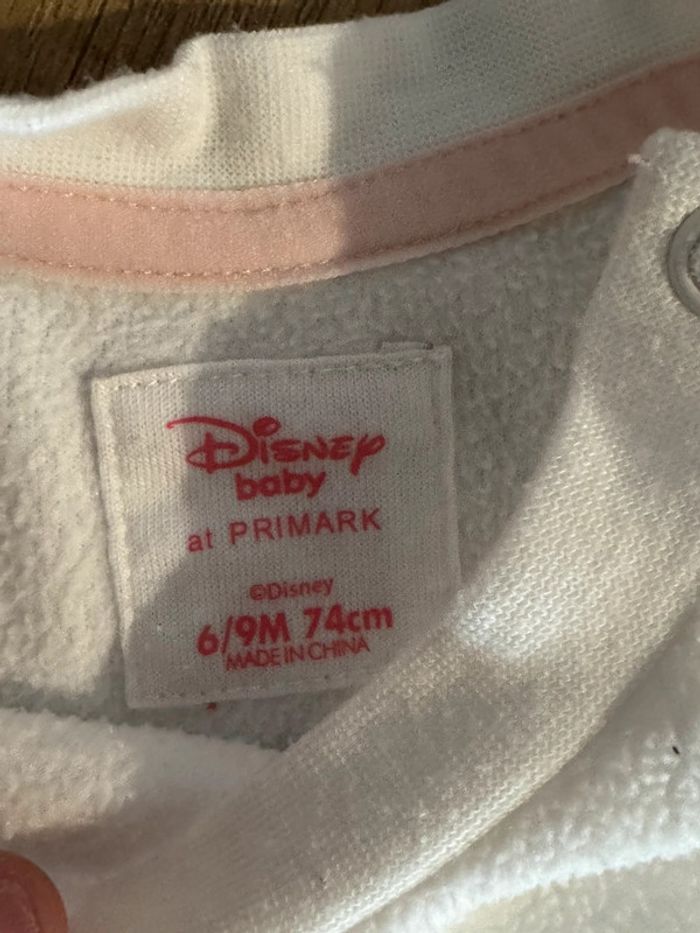 Disney
baby
at PRIMARK
©Disney
6/9M 74cm
MADE IN CHINA